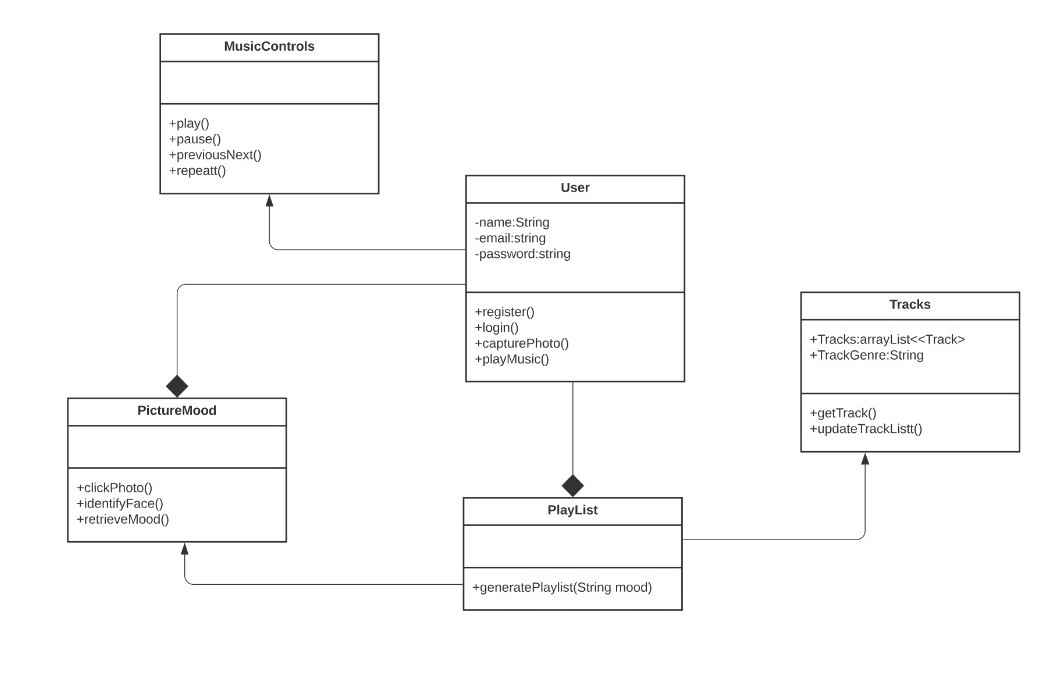 MusicControls
+play()
+pause()
+previousNext()
+repeatt()
User
-name:String
-email:string
-password:string
+register()
+login()
+capturePhoto()
+playMusic()
Tracks
+Tracks:arrayList<<Track>
+TrackGenre:String
+getTrack()
+updateTrackListt()
PictureMood
+clickPhoto()
+identifyFace()
+retrieveMood()
PlayList
+generatePlaylist(String mood)